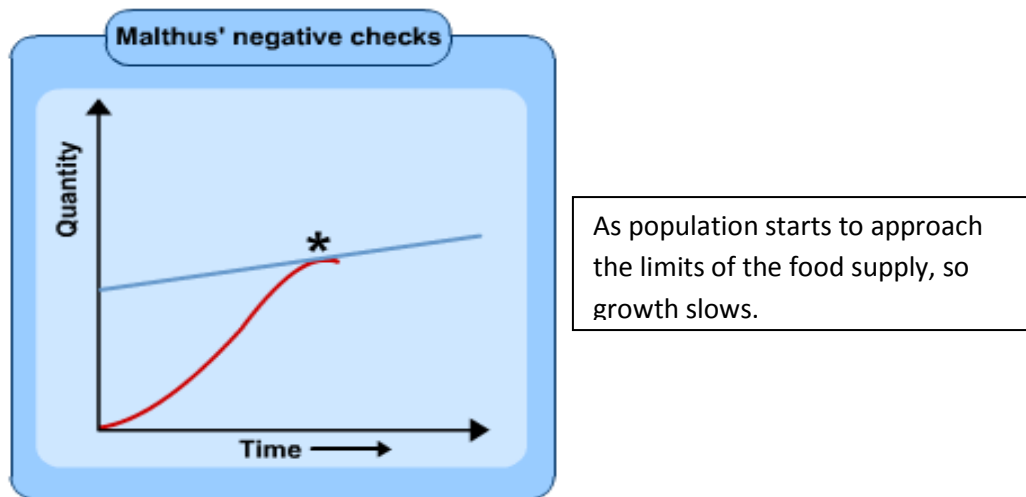 Malthus' negative checks
Quantity
*
Time
As population starts to approach
the limits of the food supply, so
growth slows.